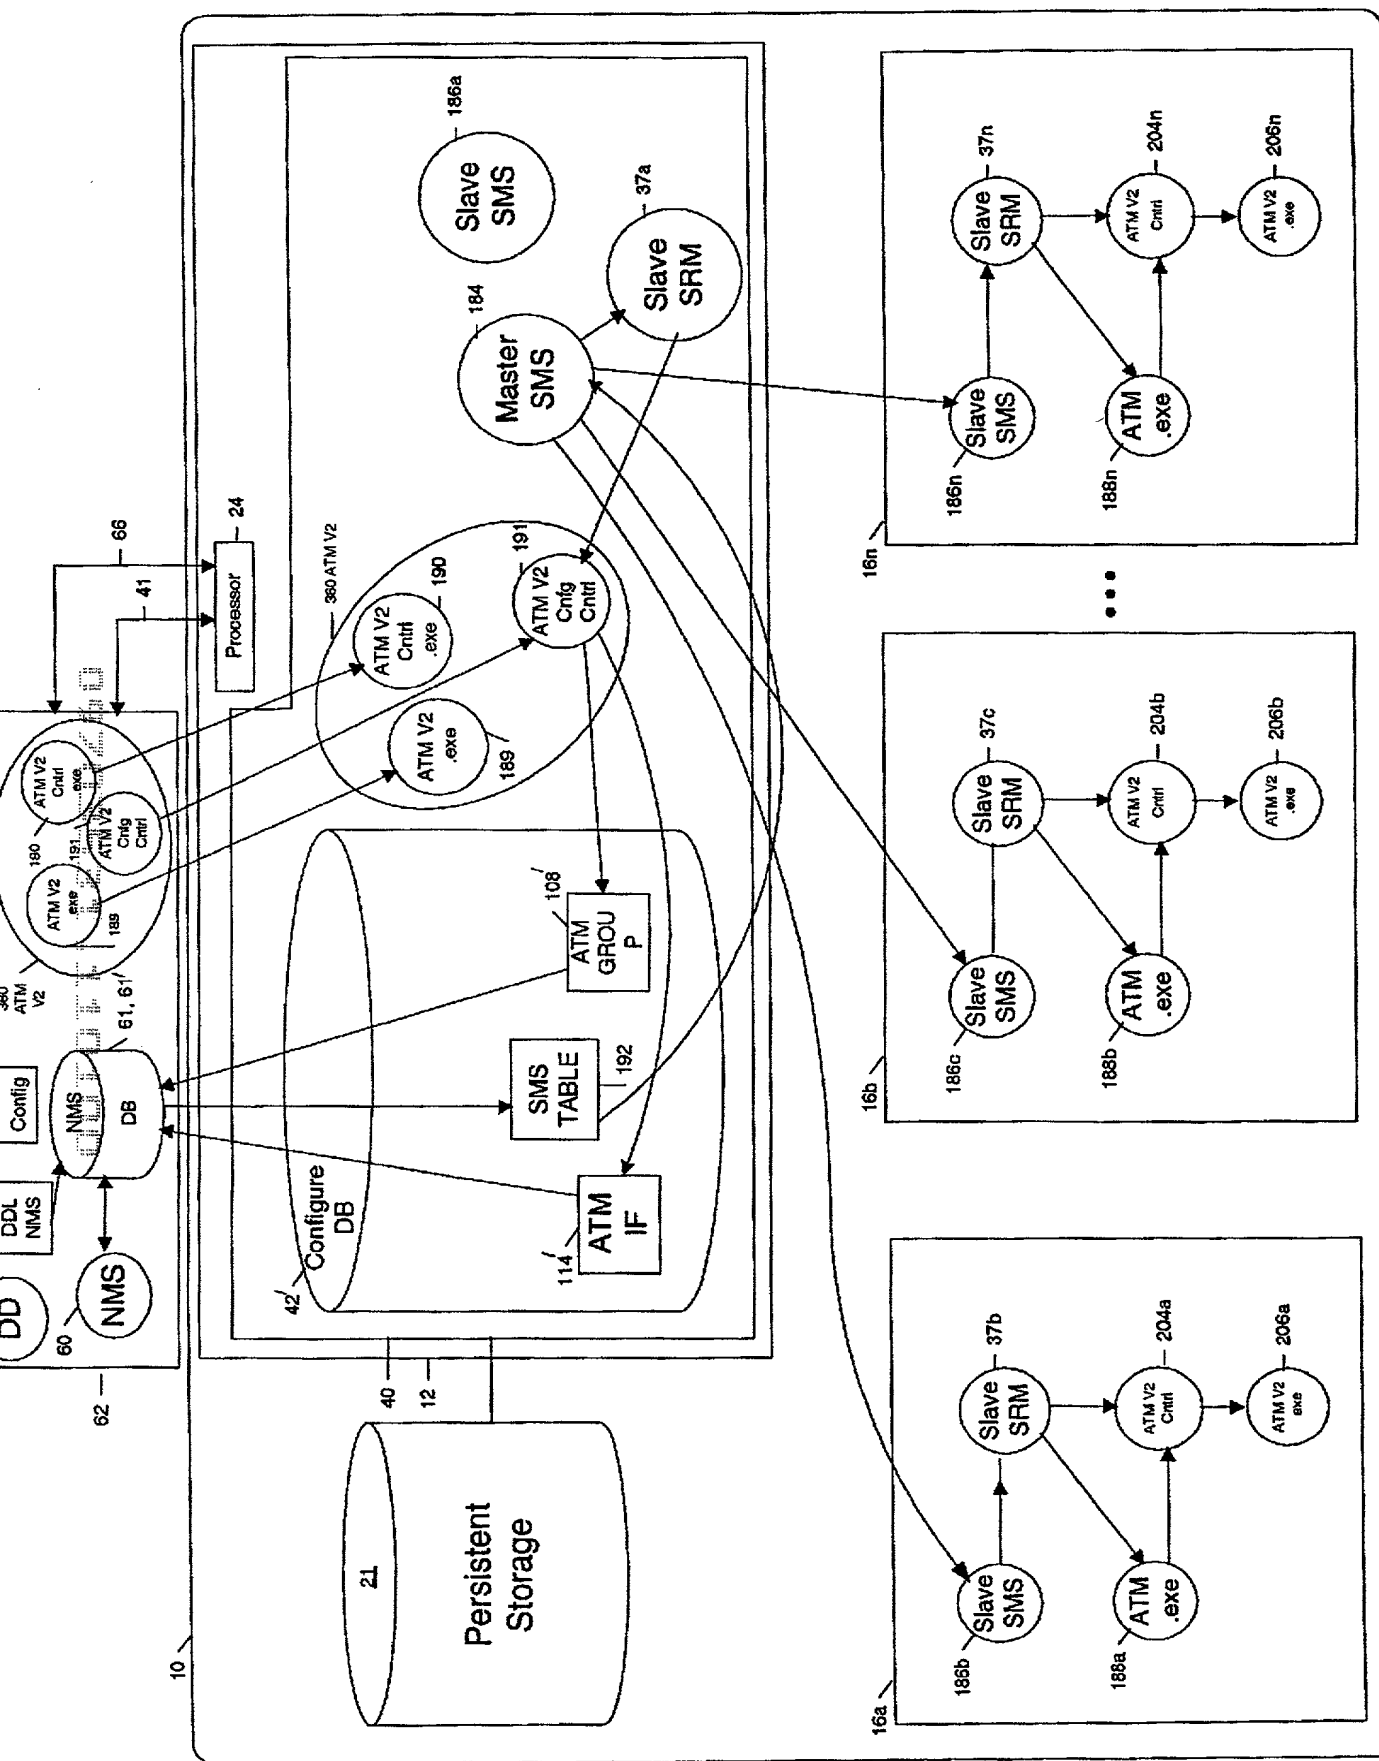 DD
60
NMS
62
DDL
NMS
Config
NMS
DB
61, 61'
360
ATM
V2
ATM V2
.exe
189
ATM V2
Cntrl
.exe
190
191
ATM V2
Cnfg
Cntrl
66
41
Processor
24
10
12
40
21
Persistent
Storage
42'
Configure
DB
114'
ATM
IF
SMS
TABLE
192
108'
ATM
GROU
P
360 ATM V2
ATM V2
.exe
189
ATM V2
Cntrl
.exe
190
191
ATM V2
Cnfg
Cntrl
184
Master
SMS
186a
Slave
SMS
37a
Slave
SRM
16a
186b
Slave
SMS
Slave
SRM
37b
188a
ATM
.exe
ATM V2
Cntrl
204a
ATM V2
exe
206a
16b
186c
Slave
SMS
Slave
SRM
37c
188b
ATM
.exe
ATM V2
Cntrl
204b
ATM V2
.exe
206b
•••
16n
186n
Slave
SMS
Slave
SRM
37n
188n
ATM
.exe
ATM V2
Cntrl
204n
ATM V2
.exe
206n